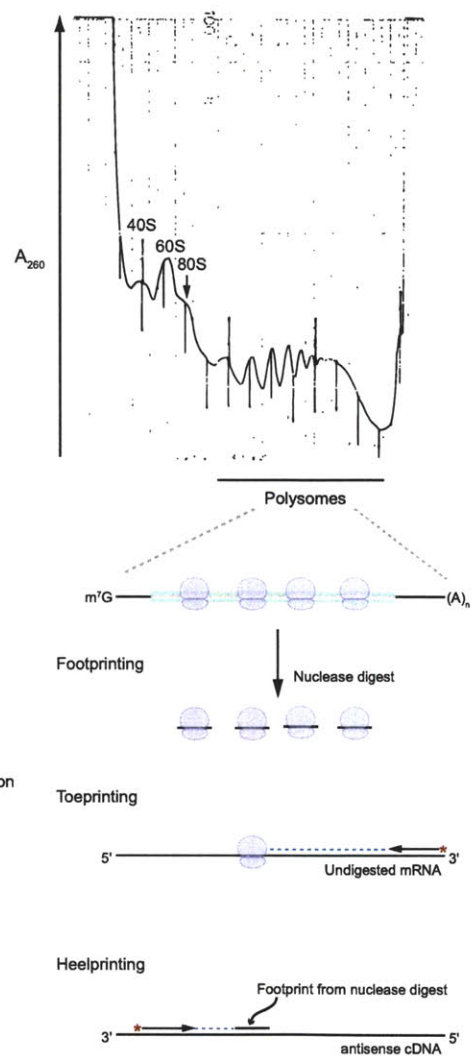 100
40S
60S
80S
A260
Polysomes
m7G
(A)n
Footprinting
Nuclease digest
on
Toeprinting
5'
*
3'
Undigested mRNA
Heelprinting
Footprint from nuclease digest
3'
*
5'
antisense cDNA